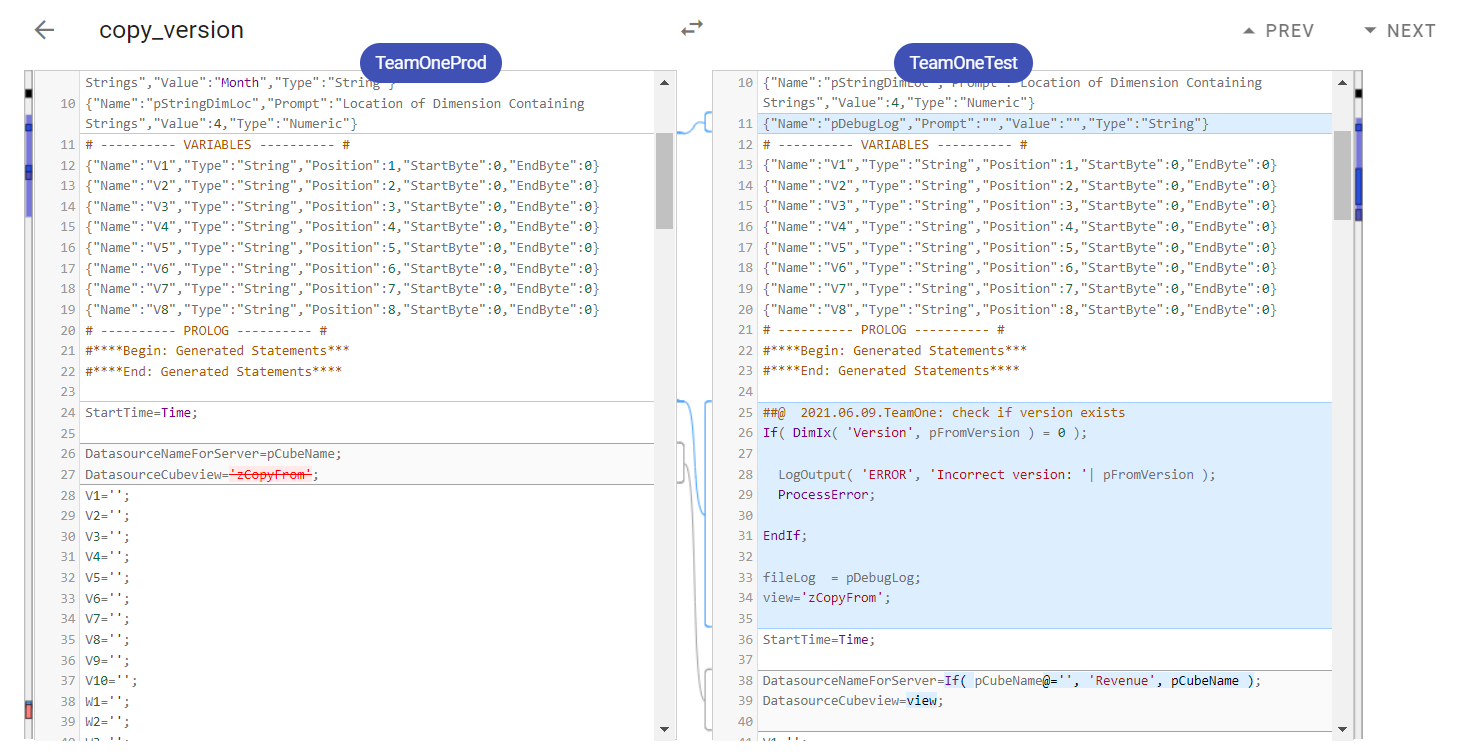 copy_version
PREV
NEXT
TeamOneProd
TeamOneTest
Strings","Value":"Month","Type":"String"}
10 {"Name":"pStringDimLoc","Prompt":"Location of Dimension Containing
Strings","Value":4,"Type":"Numeric"}
11 # ---------- VARIABLES ---------- #
12 {"Name":"V1","Type":"String","Position":1,"StartByte":0,"EndByte":0}
13 {"Name":"V2","Type":"String","Position":2,"StartByte":0,"EndByte":0}
14 {"Name":"V3","Type":"String","Position":3,"StartByte":0,"EndByte":0}
15 {"Name":"V4","Type":"String","Position":4,"StartByte":0,"EndByte":0}
16 {"Name":"V5","Type":"String","Position":5,"StartByte":0,"EndByte":0}
17 {"Name":"V6","Type":"String","Position":6,"StartByte":0,"EndByte":0}
18 {"Name":"V7","Type":"String","Position":7,"StartByte":0,"EndByte":0}
19 {"Name":"V8","Type":"String","Position":8,"StartByte":0,"EndByte":0}
20 # ---------- PROLOG ---------- #
21 #****Begin: Generated Statements***
22 #****End: Generated Statements****
23
24 StartTime=Time;
25
26 DatasourceNameForServer=pCubeName;
27 DatasourceCubeview='zCopyFrom';
28 V1='';
29 V2='';
30 V3='';
31 V4='';
32 V5='';
33 V6='';
34 V7='';
35 V8='';
36 V9='';
37 V10='';
38 W1='';
39 W2='';
10 {"Name":"pStringDimLoc","Prompt":"Location of Dimension Containing
Strings","Value":4,"Type":"Numeric"}
11 {"Name":"pDebugLog","Prompt":"","Value":"","Type":"String"}
12 # ---------- VARIABLES ---------- #
13 {"Name":"V1","Type":"String","Position":1,"StartByte":0,"EndByte":0}
14 {"Name":"V2","Type":"String","Position":2,"StartByte":0,"EndByte":0}
15 {"Name":"V3","Type":"String","Position":3,"StartByte":0,"EndByte":0}
16 {"Name":"V4","Type":"String","Position":4,"StartByte":0,"EndByte":0}
17 {"Name":"V5","Type":"String","Position":5,"StartByte":0,"EndByte":0}
18 {"Name":"V6","Type":"String","Position":6,"StartByte":0,"EndByte":0}
19 {"Name":"V7","Type":"String","Position":7,"StartByte":0,"EndByte":0}
20 {"Name":"V8","Type":"String","Position":8,"StartByte":0,"EndByte":0}
21 # ---------- PROLOG ---------- #
22 #****Begin: Generated Statements***
23 #****End: Generated Statements****
24
25 ##@  2021.06.09.TeamOne: check if version exists
26 If( DimIx( 'Version', pFromVersion ) = 0 );
27
28   LogOutput( 'ERROR', 'Incorrect version: '| pFromVersion );
29   ProcessError;
30
31 EndIf;
32
33 fileLog  = pDebugLog;
34 view='zCopyFrom';
35
36 StartTime=Time;
37
38 DatasourceNameForServer=If( pCubeName@='', 'Revenue', pCubeName );
39 DatasourceCubeview=view;
40